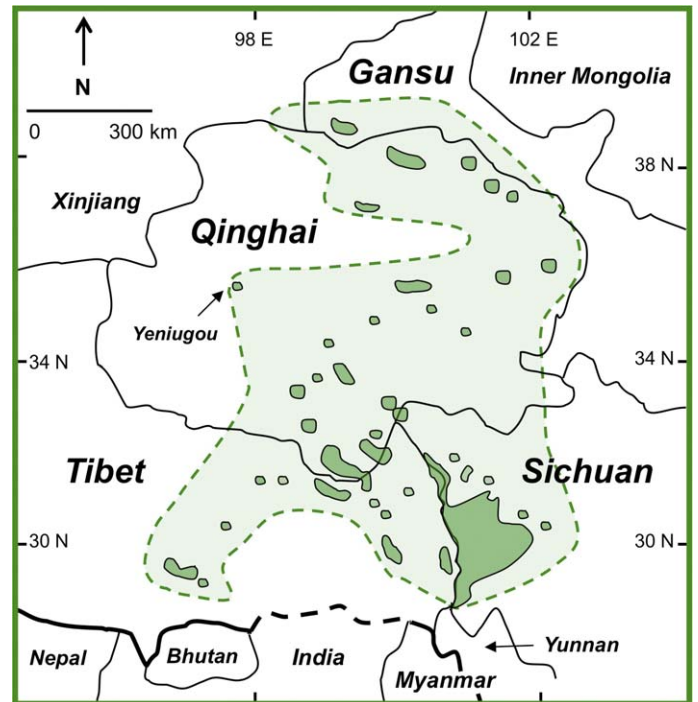 98 E
102 E
N
0
300 km
Gansu
Inner Mongolia
38 N
Xinjiang
Qinghai
Yeniugou
34 N
34 N
Tibet
Sichuan
30 N
30 N
Nepal
Bhutan
India
Myanmar
Yunnan